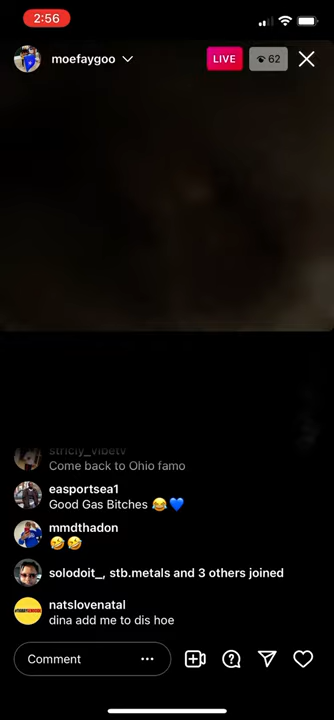 2:56
moefaygoo
LIVE
62
stricly_vibetv
Come back to Ohio famo
easportsea1
Good Gas Bitches 😂💙
mmdthadon
🤣🤣
solodoit_, stb.metals and 3 others joined
natslovenatal
dina add me to dis hoe
Comment